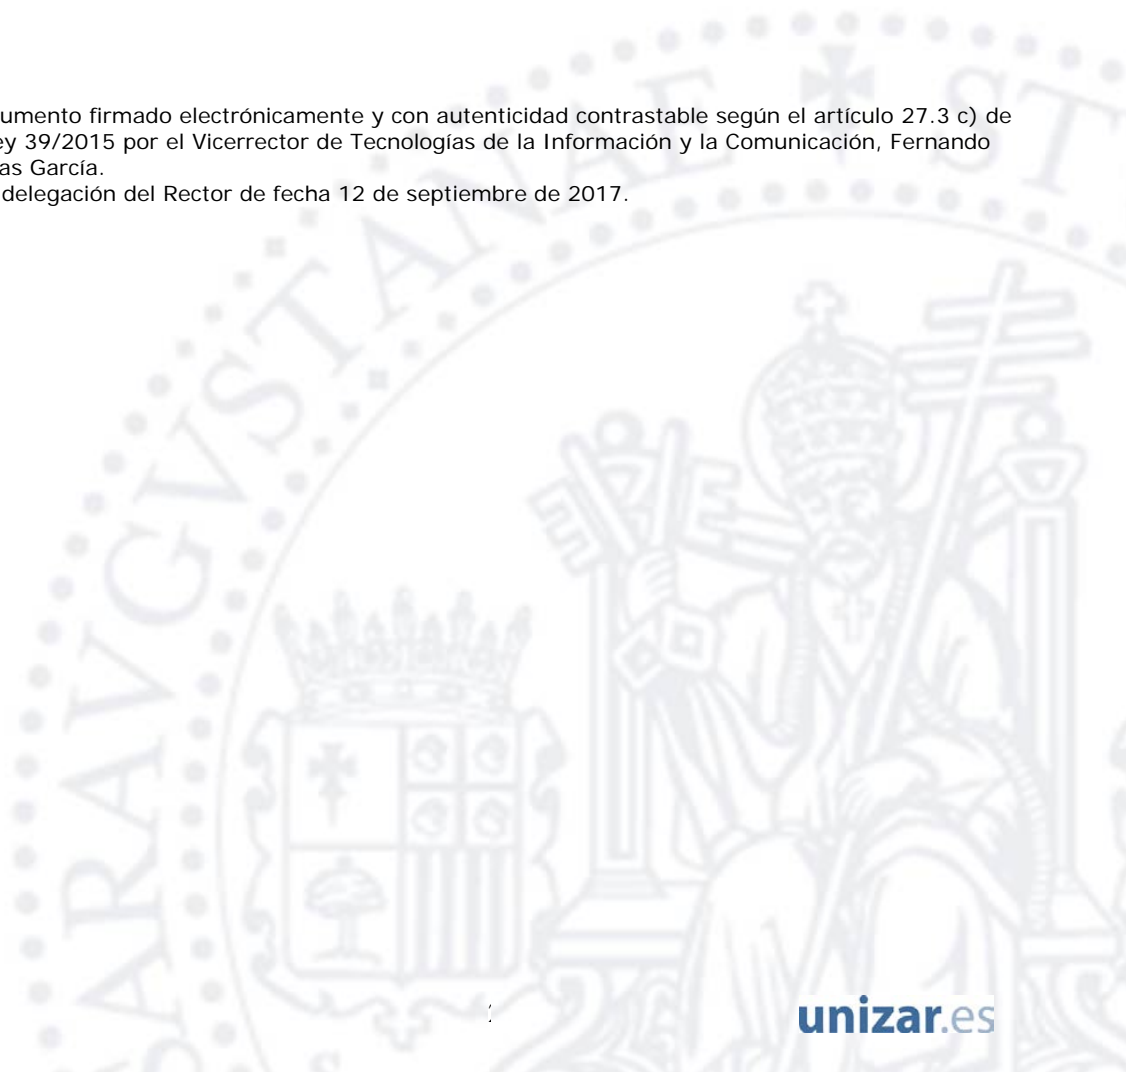 umento firmado electrónicamente y con autenticidad contrastable según el artículo 27.3 c) de
ey 39/2015 por el Vicerrector de Tecnologías de la Información y la Comunicación, Fernando
as García.
delegación del Rector de fecha 12 de septiembre de 2017.
ARAVGVSTANAE ST
unizar.es